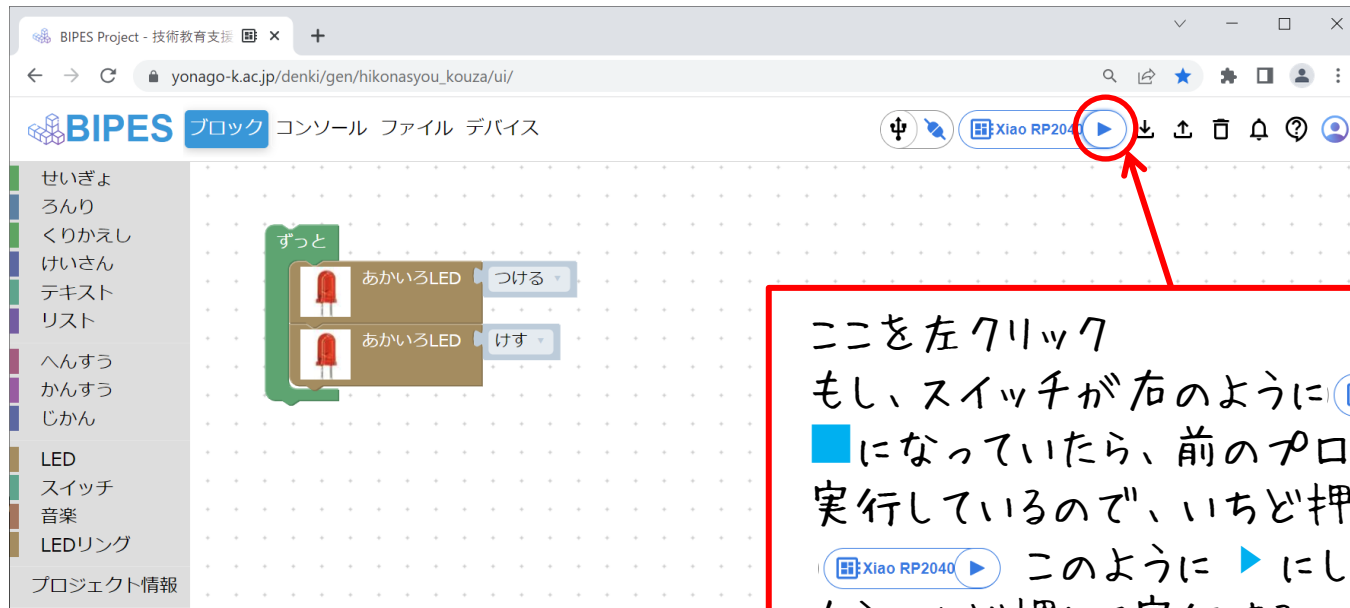 BIPES Project - 技術教育支援
yonago-k.ac.jp/denki/gen/hikonasyou_kouza/ui/
BIPES ブロック コンソール ファイル デバイス Xiao RP2040
せいぎょ
ろんり
くりかえし
けいさん
テキスト
リスト
へんすう
かんすう
じかん
LED
スイッチ
音楽
LEDリング
プロジェクト情報
ずっと
あかいろLED つける
あかいろLED けす
ここを左クリック
もし、スイッチが右のように
になっていたら、前のプロ
実行しているので、いちど押
Xiao RP2040 このように ▶ にし